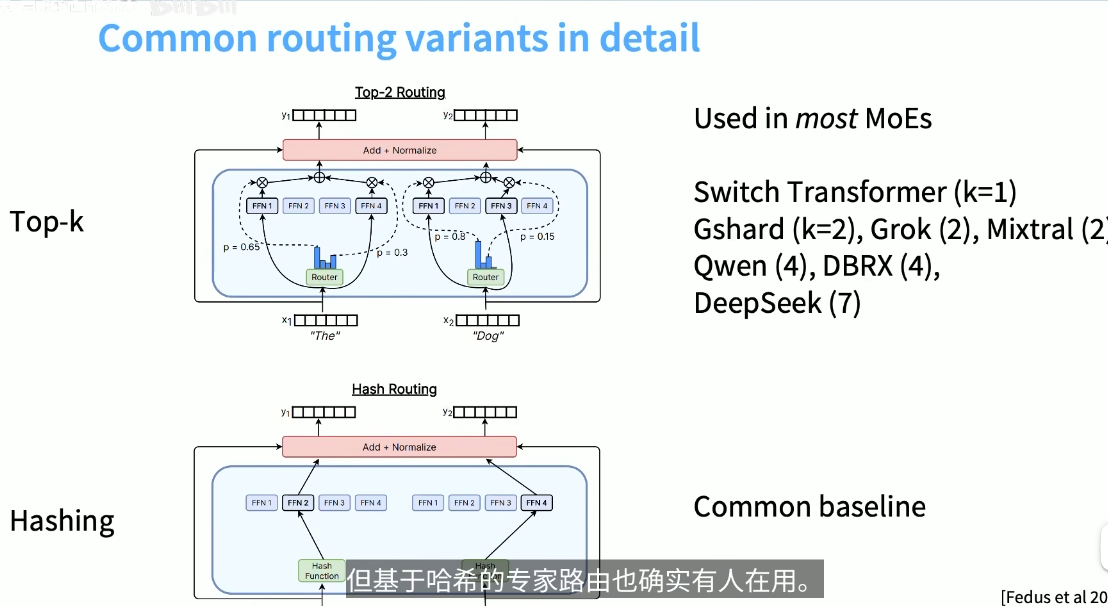 Common routing variants in detail
Top-2 Routing
y1
y2
Add + Normalize
FFN 1 FFN 2 FFN 3 FFN 4
FFN 1 FFN 2 FFN 3 FFN 4
p = 0.65
p = 0.3
p = 0.8
p = 0.15
Router
Router
x1
x2
"The"
"Dog"
Top-k
Used in most MoEs
Switch Transformer (k=1)
Gshard (k=2), Grok (2), Mixtral (2)
Qwen (4), DBRX (4),
DeepSeek (7)
Hash Routing
y1
y2
Add + Normalize
FFN 1 FFN 2 FFN 3 FFN 4
FFN 1 FFN 2 FFN 3 FFN 4
Hash
Function
Hashing
Common baseline
但基于哈希的专家路由也确实有人在用。
[Fedus et al 20